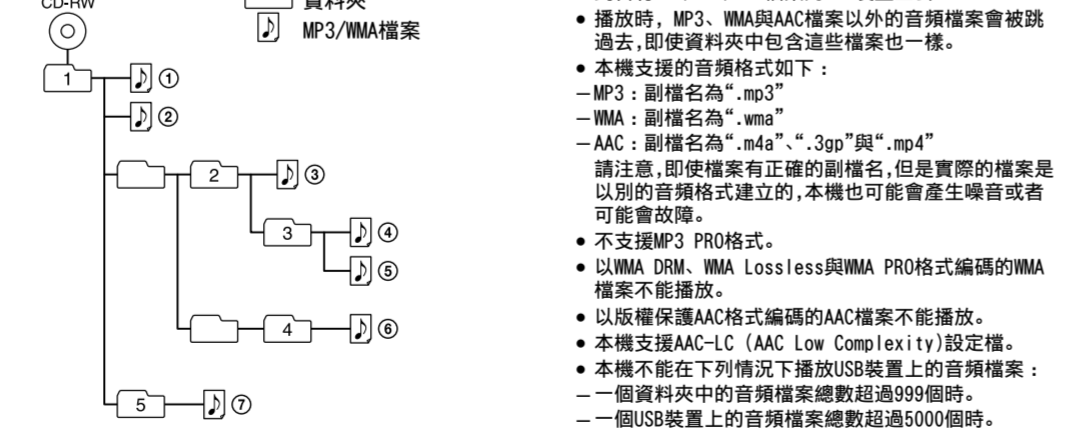 CD-RW
資料夾
MP3/WMA檔案
1
①
②
2
③
3
④
⑤
4
⑥
5
⑦
● 播放時, MP3、WMA與AAC檔案以外的音頻檔案會被跳
過去,即使資料夾中包含這些檔案也一樣。
● 本機支援的音頻格式如下：
–MP3：副檔名為“.mp3”
–WMA：副檔名為“.wma”
–AAC：副檔名為“.m4a”、“.3gp”與“.mp4”
請注意,即使檔案有正確的副檔名,但是實際的檔案是
以別的音頻格式建立的,本機也可能會產生噪音或者
可能會故障。
● 不支援MP3 PRO格式。
● 以WMA DRM、WMA Lossless與WMA PRO格式編碼的WMA
檔案不能播放。
● 以版權保護AAC格式編碼的AAC檔案不能播放。
● 本機支援AAC-LC (AAC Low Complexity)設定檔。
● 本機不能在下列情況下播放USB裝置上的音頻檔案：
–一個資料夾中的音頻檔案總數超過999個時。
–一個USB裝置上的音頻檔案總數超過5000個時。